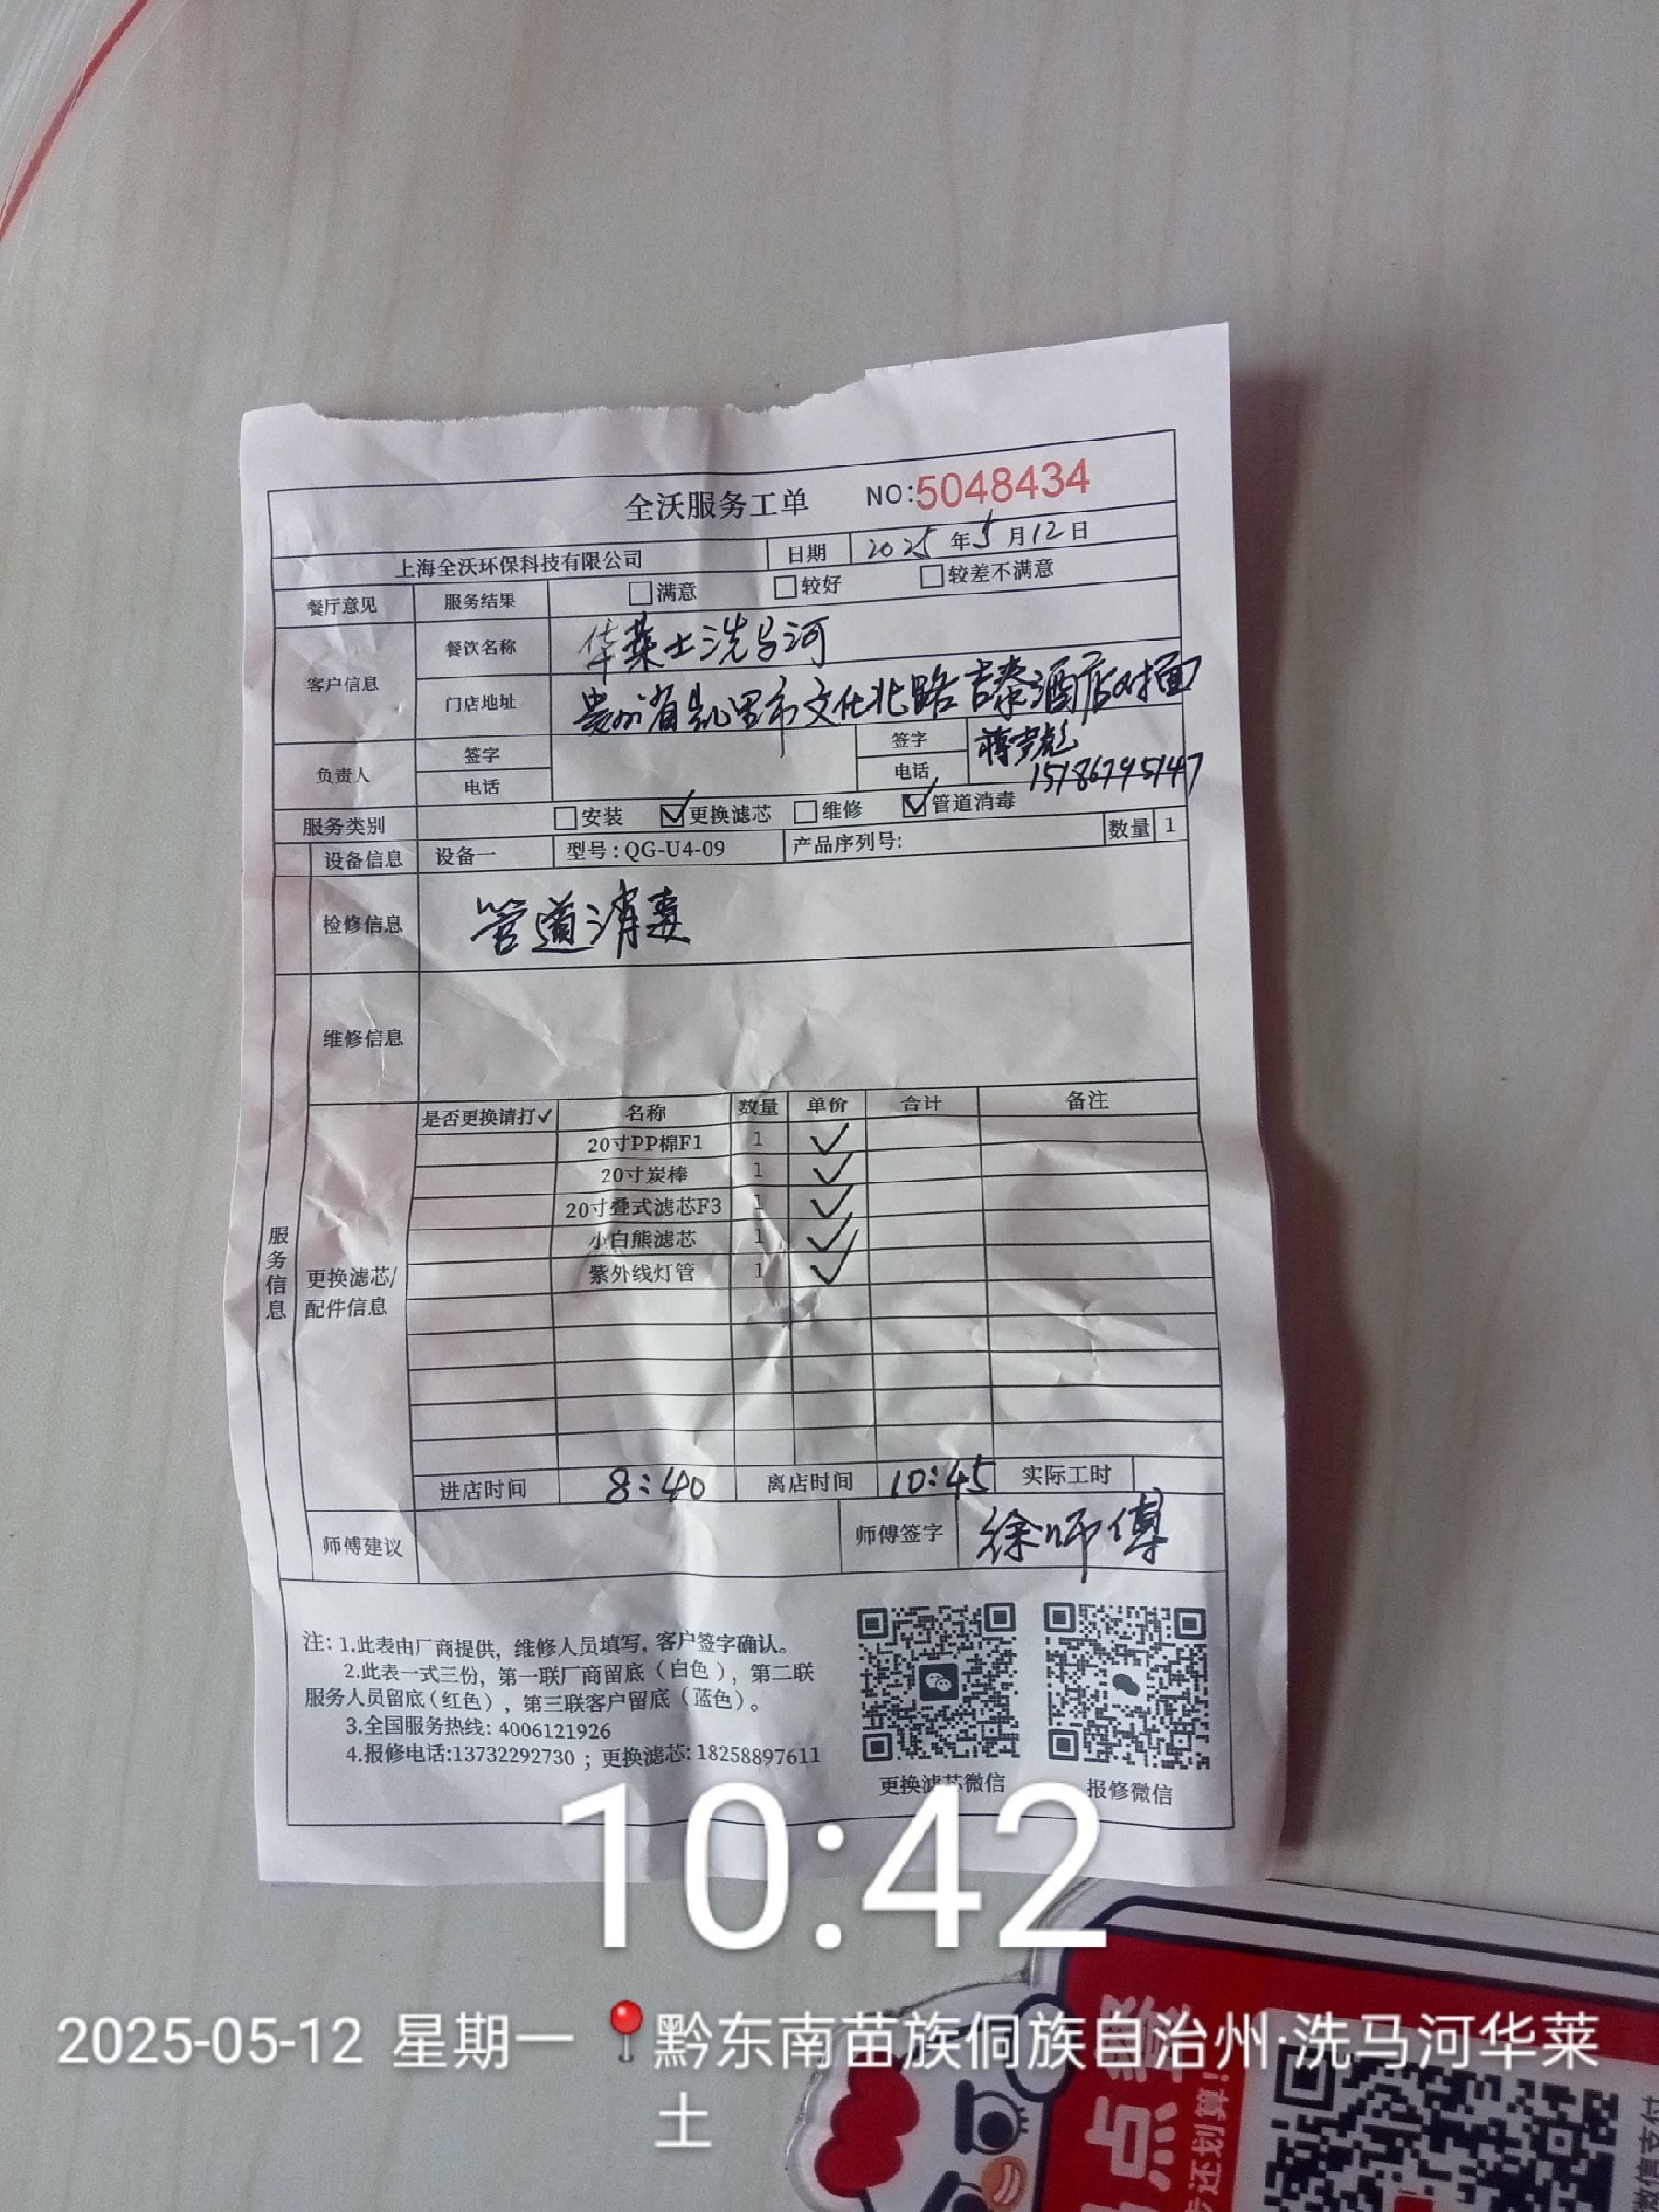 全沃服务工单 NO:5048434
上海全沃环保科技有限公司 日期 2025年5月12日
餐厅意见 服务结果 □满意 □较好 □较差不满意
客户信息 餐饮名称 华莱士洗马河
门店地址 贵州省凯里市文化北路吉泰酒店对面
负责人 签字 签字
电话 电话
服务类别 □安装 ☑更换滤芯 □维修 ☑管道消毒
设备信息 设备一 型号:QG-U4-09 产品序列号: 数量 1
检修信息 管道消毒
维修信息
服务信息
更换滤芯/配件信息
是否更换请打✓ 名称 数量 单价 合计 备注
20寸PP棉F1 1 ✓
20寸炭棒 1 ✓
20寸叠式滤芯F3 1 ✓
小白熊滤芯 1 ✓
紫外线灯管 1 ✓
进店时间 8:40 离店时间 10:45 实际工时
师傅建议 师傅签字 徐师傅
注:1.此表由厂商提供,维修人员填写,客户签字确认。
2.此表一式三份,第一联厂商留底(白色),第二联
服务人员留底(红色),第三联客户留底(蓝色)。
3.全国服务热线:4006121926
4.报修电话:13732292730;更换滤芯:18258897611
更换滤芯微信 报修微信
10:42
2025-05-12 星期一 黔东南苗族侗族自治州·洗马河华莱
士
点
还划算!
微信支付